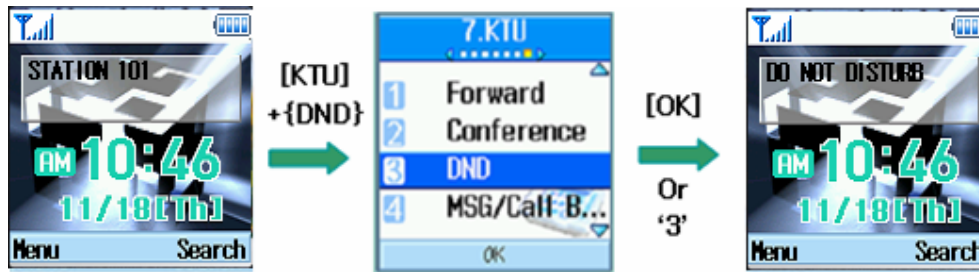 STATION 101
AM 10:46
11/18[Th]
Menu Search
[KTU]
+{DND}
7.KTU
1 Forward
2 Conference
3 DND
4 MSG/Call B...
OK
[OK]
Or
‘3’
DO NOT DISTURB
AM 10:46
11/18[Th]
Menu Search